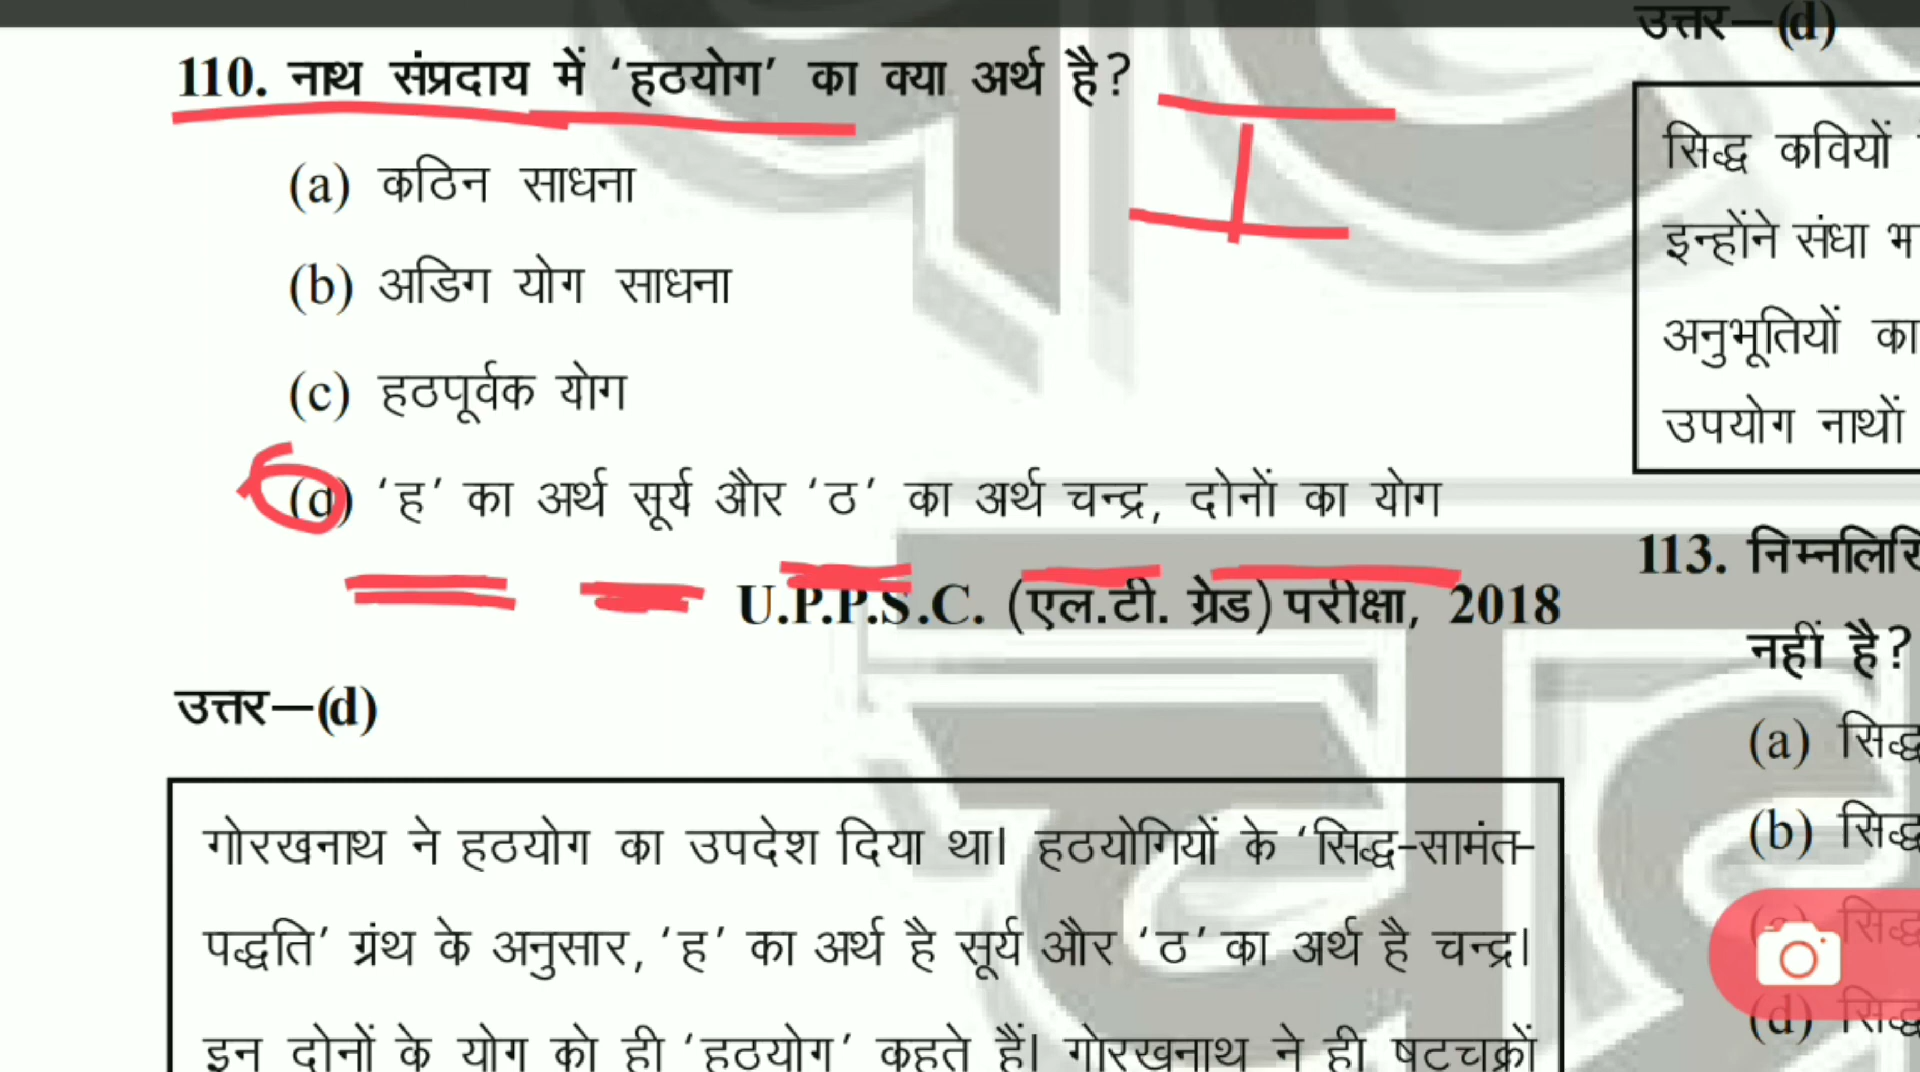 110. नाथ संप्रदाय में ‘हठयोग’ का क्या अर्थ है?
(a) कठिन साधना
(b) अडिग योग साधना
(c) हठपूर्वक योग
(d) ‘ह’ का अर्थ सूर्य और ‘ठ’ का अर्थ चन्द्र, दोनों का योग
U.P.P.S.C. (एल.टी. ग्रेड) परीक्षा, 2018
उत्तर—(d)
गोरखनाथ ने हठयोग का उपदेश दिया था। हठयोगियों के ‘सिद्ध-सामंत-
पद्धति’ ग्रंथ के अनुसार, ‘ह’ का अर्थ है सूर्य और ‘ठ’ का अर्थ है चन्द्र।
इन दोनों के योग को ही ‘हठयोग’ कहते हैं। गोरखनाथ ने ही षटचक्रों
उत्तर—(d)
सिद्ध कवियों
इन्होंने संधा
अनुभूतियों का
उपयोग नाथों
113.
नहीं है?
(a) सिद्ध
(b) सिद्ध
सिद्ध
(d) सिद्ध